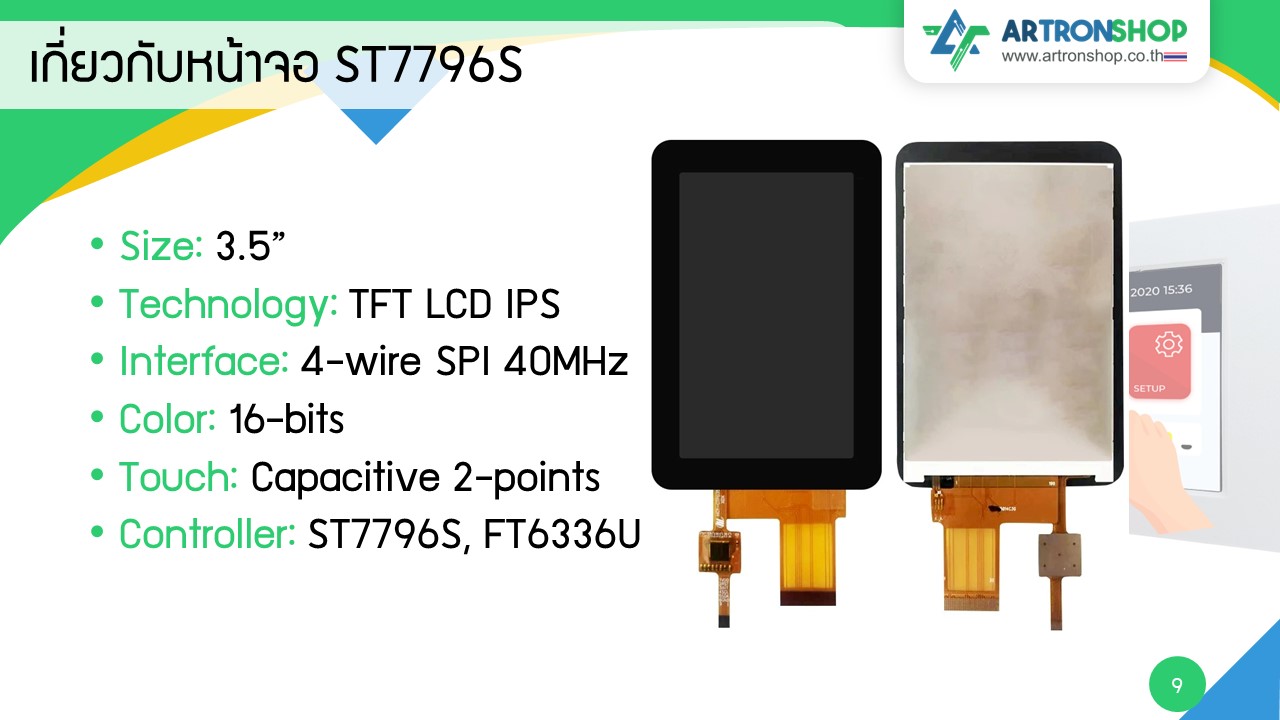 เกี่ยวกับหน้าจอ ST7796S
ARTRONSHOP
www.artronshop.co.th
• Size: 3.5”
• Technology: TFT LCD IPS
• Interface: 4-wire SPI 40MHz
• Color: 16-bits
• Touch: Capacitive 2-points
• Controller: ST7796S, FT6336U
2020 15:36
SETUP
9